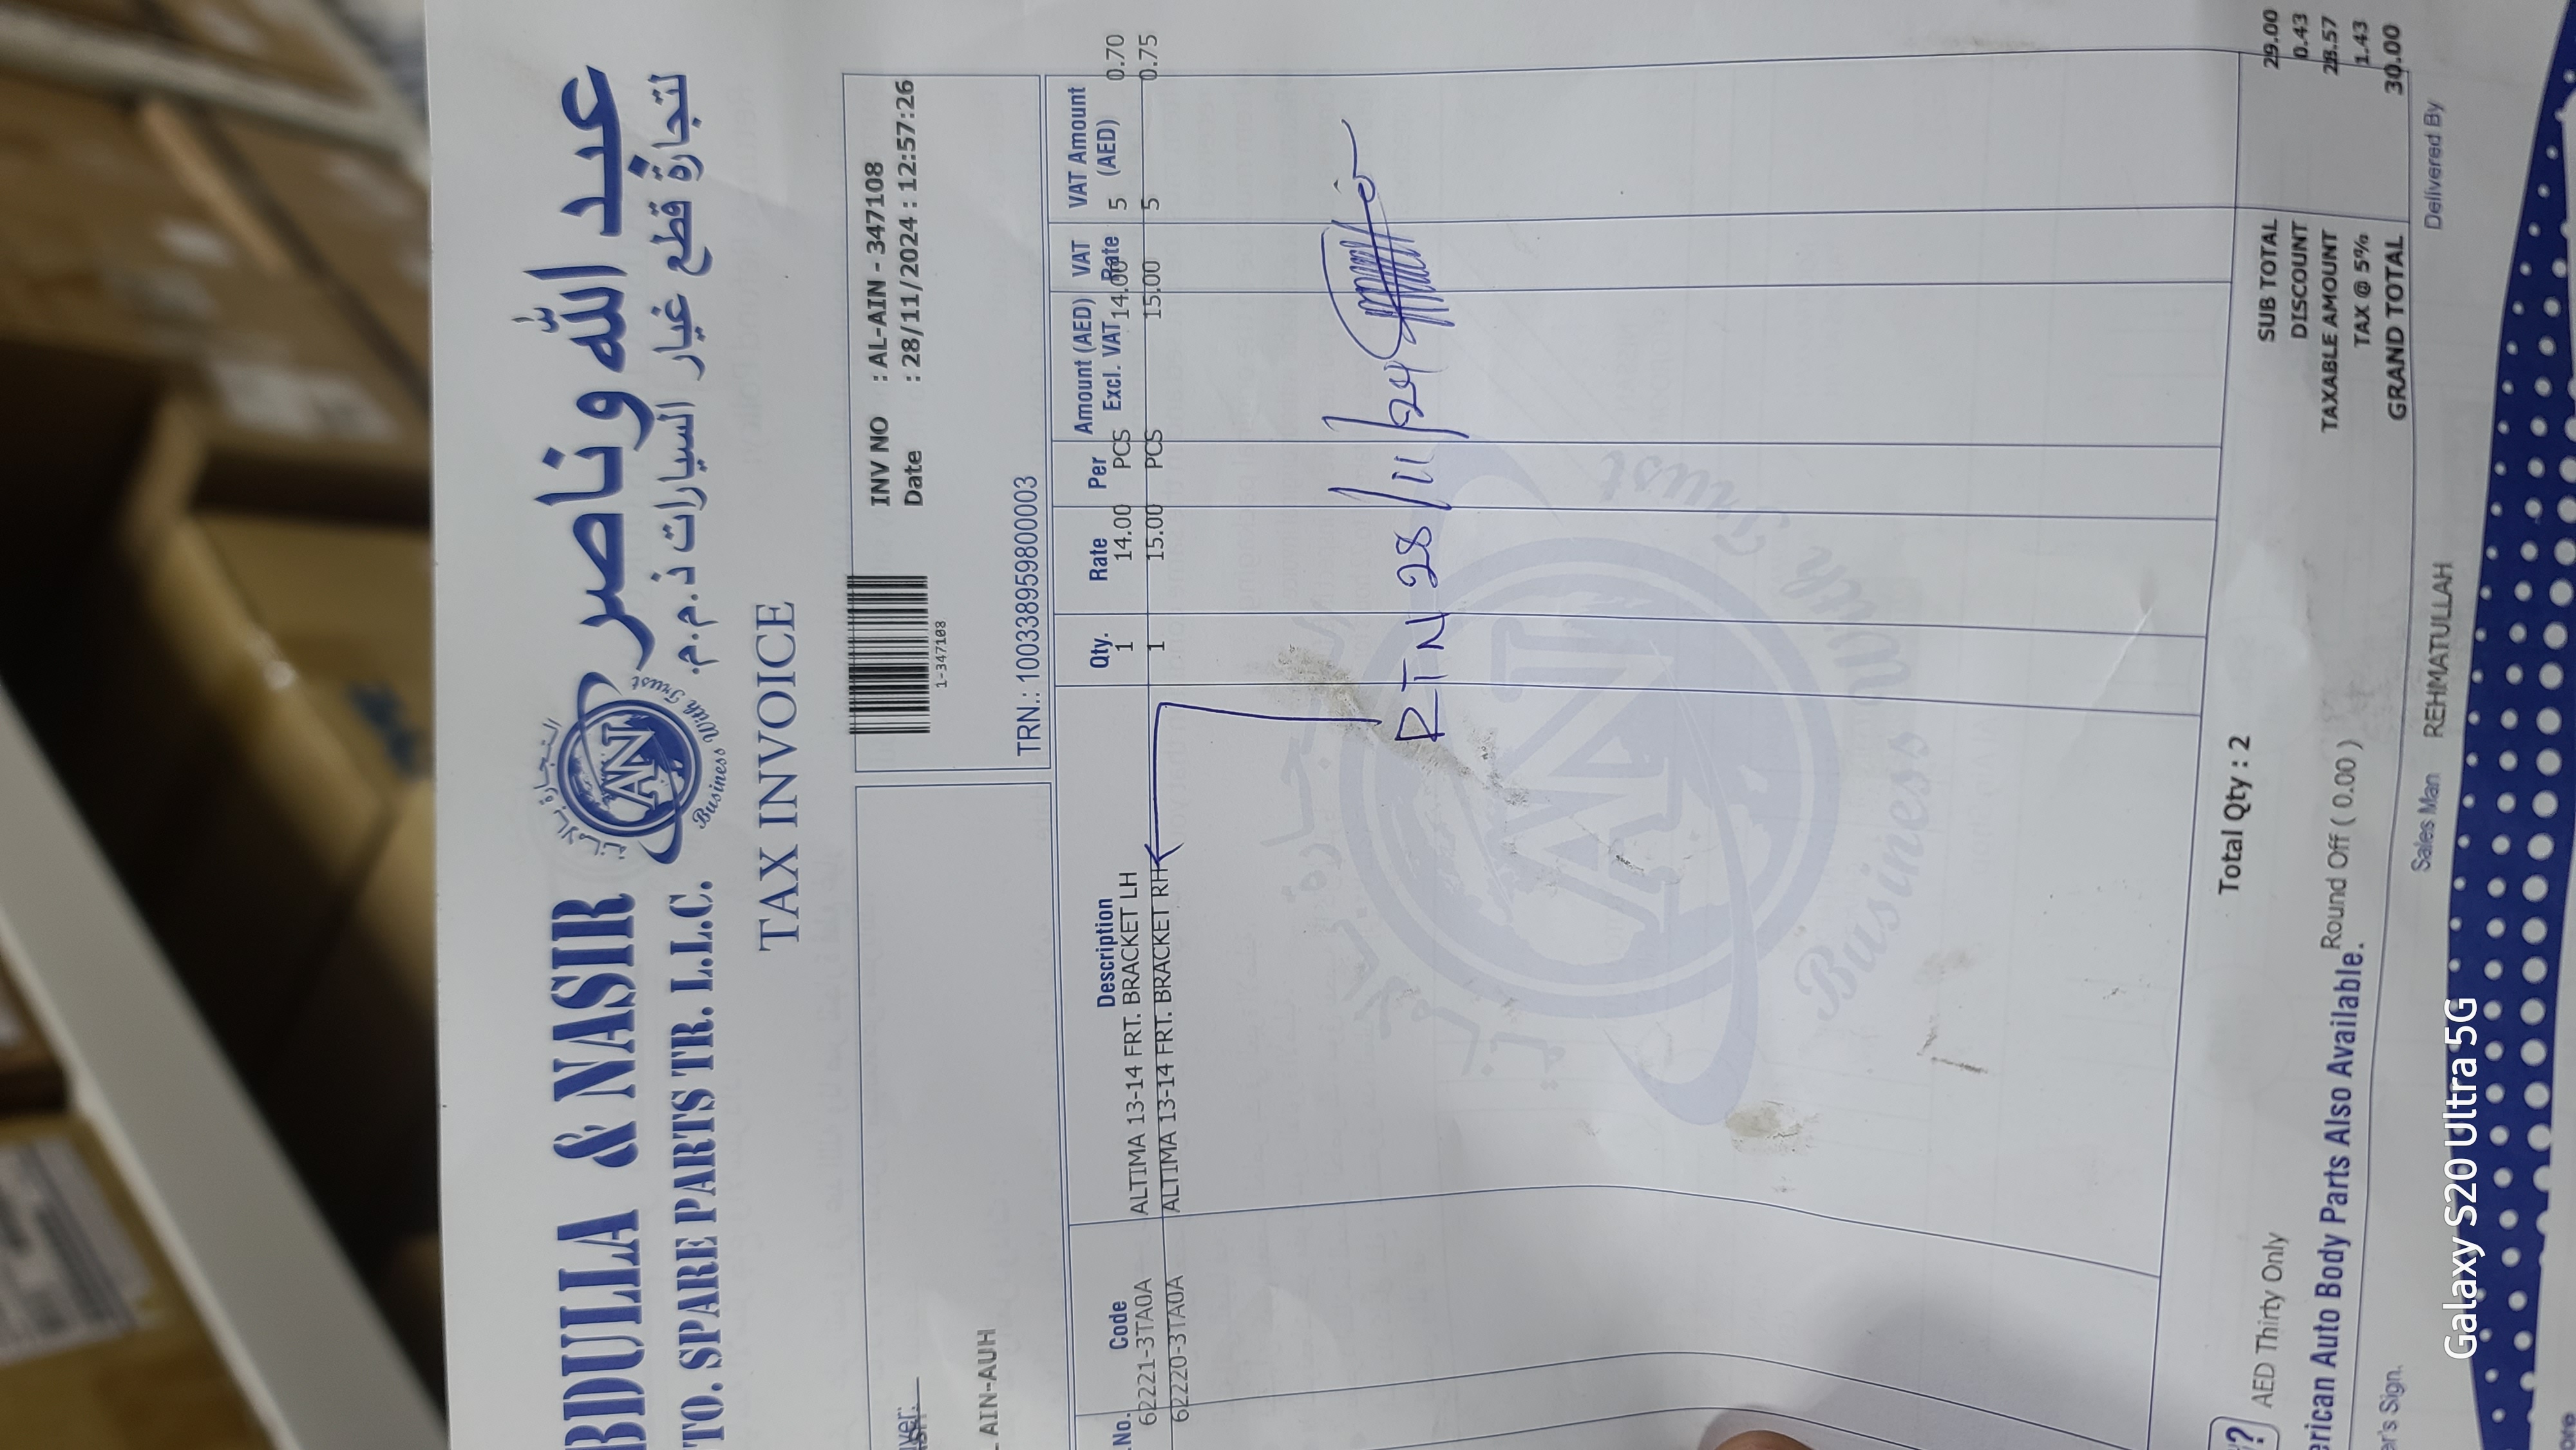 BDULLA & NASIR
عبد الله وناصر
TO. SPARE PARTS TR. L.L.C.
لتجارة قطع غيار السيارات ذ.م.م.
AN
Business With Trust
TAX INVOICE
1-347108
INV NO : AL-AIN - 347108
Date : 28/11/2024 : 12:57:26
AIN-AUH
TRN.: 100338959800003
No. Code Description Qty. Rate Per Amount (AED) Excl. VAT VAT Rate VAT Amount (AED)
62221-3TA0A ALTIMA 13-14 FRT. BRACKET LH 1 14.00 PCS 14.00 5 0.70
62220-3TA0A ALTIMA 13-14 FRT. BRACKET RH 1 15.00 PCS 15.00 5 0.75
RTN 28/11/24
Business With Trust
Total Qty : 2
SUB TOTAL 29.00
DISCOUNT 0.43
TAXABLE AMOUNT 28.57
TAX @ 5% 1.43
GRAND TOTAL 30.00
AED Thirty Only
Round Off ( 0.00 )
erican Auto Body Parts Also Available.
er's Sign.
Sales Man REHMATULLAH
Delivered By
Galaxy S20 Ultra 5G